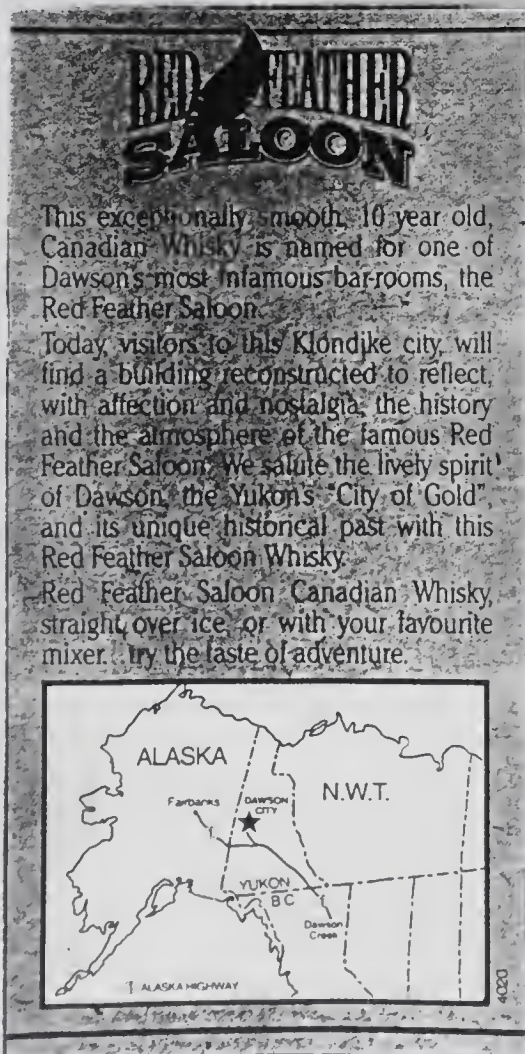 RED FEATHER
SALOON
This exceptionally smooth, 10 year old,
Canadian Whisky is named for one of
Dawson's most infamous bar-rooms, the
Red Feather Saloon.
Today, visitors to this Klondike city, will
find a building reconstructed to reflect,
with affection and nostalgia, the history
and the atmosphere of the famous Red
Feather Saloon. We salute the lively spirit
of Dawson, the Yukon's "City of Gold",
and its unique historical past with this
Red Feather Saloon Whisky.
Red Feather Saloon Canadian Whisky,
straight, over ice or with your favourite
mixer...try the taste of adventure.
ALASKA
N.W.T.
Fairbanks
DAWSON
CITY
1
YUKON
BC
1
Dawson
Creek
1 ALASKA HIGHWAY
4020